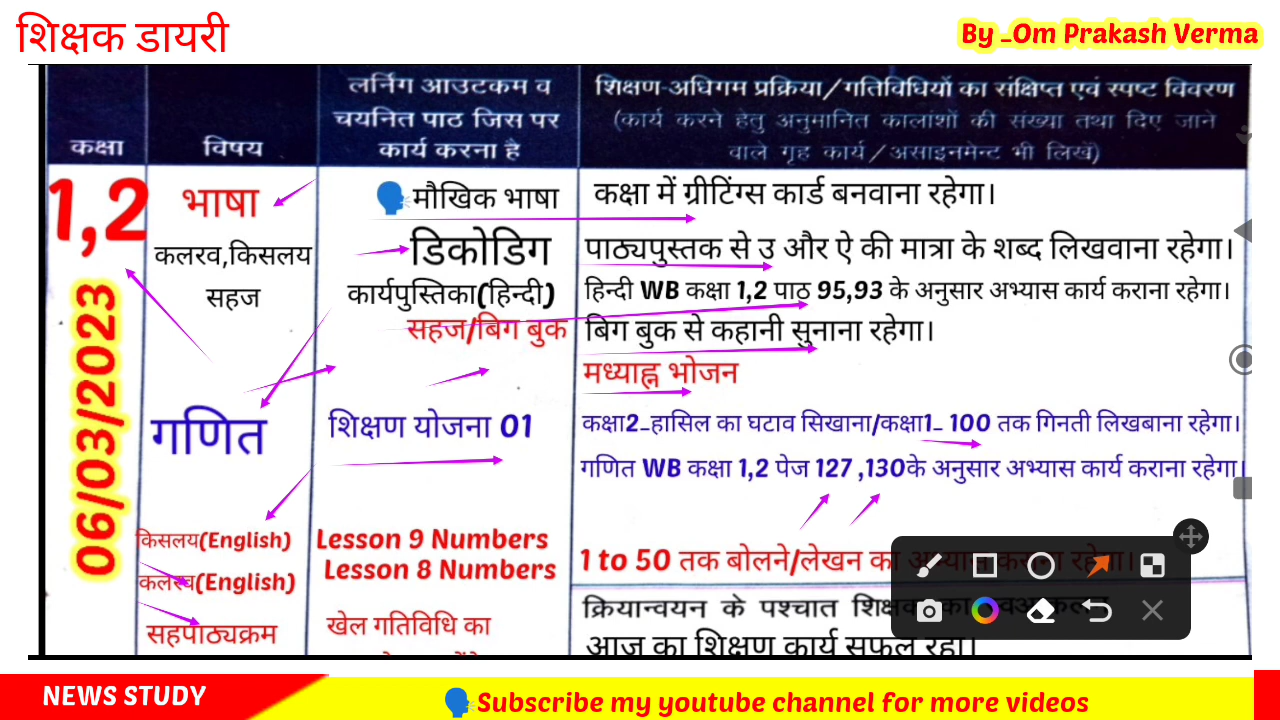 शिक्षक डायरी
By -Om Prakash Verma
कक्षा
विषय
लर्निग आउटकम व
चयनित पाठ जिस पर
कार्य करना है
शिक्षण-अधिगम प्रक्रिया/गतिविधियों का संक्षिप्त एवं स्पष्ट विवरण
(कार्य करने हेतु अनुमानित कालांशों की संख्या तथा दिए जाने
वाले गृह कार्य/असाइनमेन्ट भी लिखें)
1,2
06/03/2023
भाषा
कलरव,किसलय
सहज
🗣मौखिक भाषा
डिकोडिग
कार्यपुस्तिका(हिन्दी)
सहज/बिग बुक
कक्षा में ग्रीटिंग्स कार्ड बनवाना रहेगा।
पाठ्यपुस्तक से उ और ऐ की मात्रा के शब्द लिखवाना रहेगा।
हिन्दी WB कक्षा 1,2 पाठ 95,93 के अनुसार अभ्यास कार्य कराना रहेगा।
बिग बुक से कहानी सुनाना रहेगा।
मध्याह्न भोजन
गणित
शिक्षण योजना 01
कक्षा2-हासिल का घटाव सिखाना/कक्षा1- 100 तक गिनती लिखबाना रहेगा।
गणित WB कक्षा 1,2 पेज 127 ,130के अनुसार अभ्यास कार्य कराना रहेगा।
किसलय(English)
Lesson 9 Numbers
कलरव(English)
Lesson 8 Numbers
1 to 50 तक बोलने/लेखन का अभ्यास कराना रहेगा।
सहपाठ्यक्रम
खेल गतिविधि का
क्रियान्वयन के पश्चात शिक्षक का स्वआकलन
आज का शिक्षण कार्य सफल रहा।
NEWS STUDY
🗣Subscribe my youtube channel for more videos